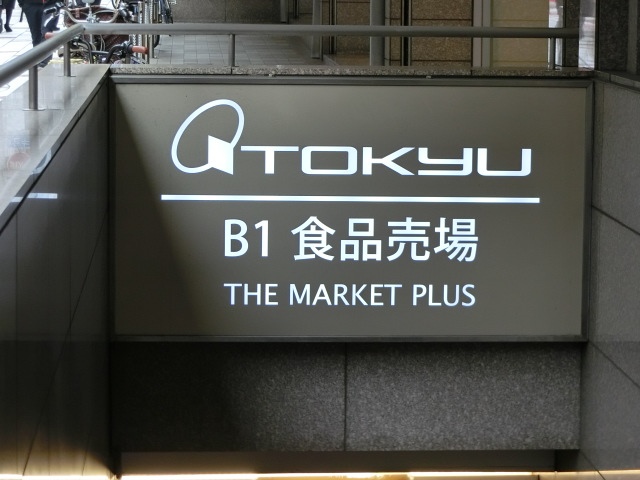 TOKYU
B1 食品売場
THE MARKET PLUS